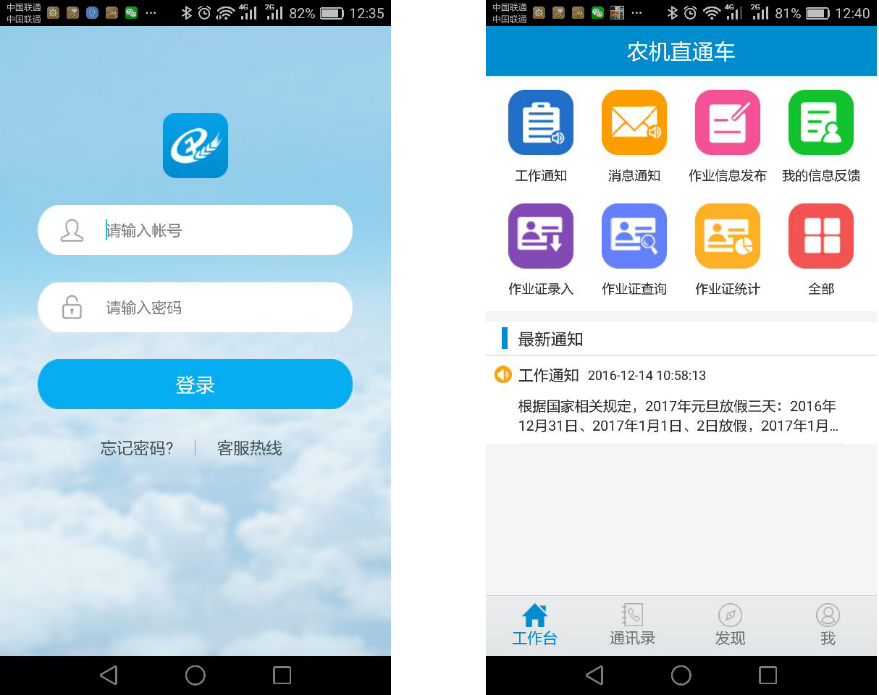 中国联通
中国联通
4G 2G 82% 12:35
请输入帐号
请输入密码
登录
忘记密码? 客服热线
中国联通
中国联通
4G 2G 81% 12:40
农机直通车
工作通知 消息通知 作业信息发布 我的信息反馈
作业证录入 作业证查询 作业证统计 全部
最新通知
工作通知 2016-12-14 10:58:13
根据国家相关规定，2017年元旦放假三天：2016年
12月31日、2017年1月1日、2日放假，2017年1月...
工作台 通讯录 发现 我